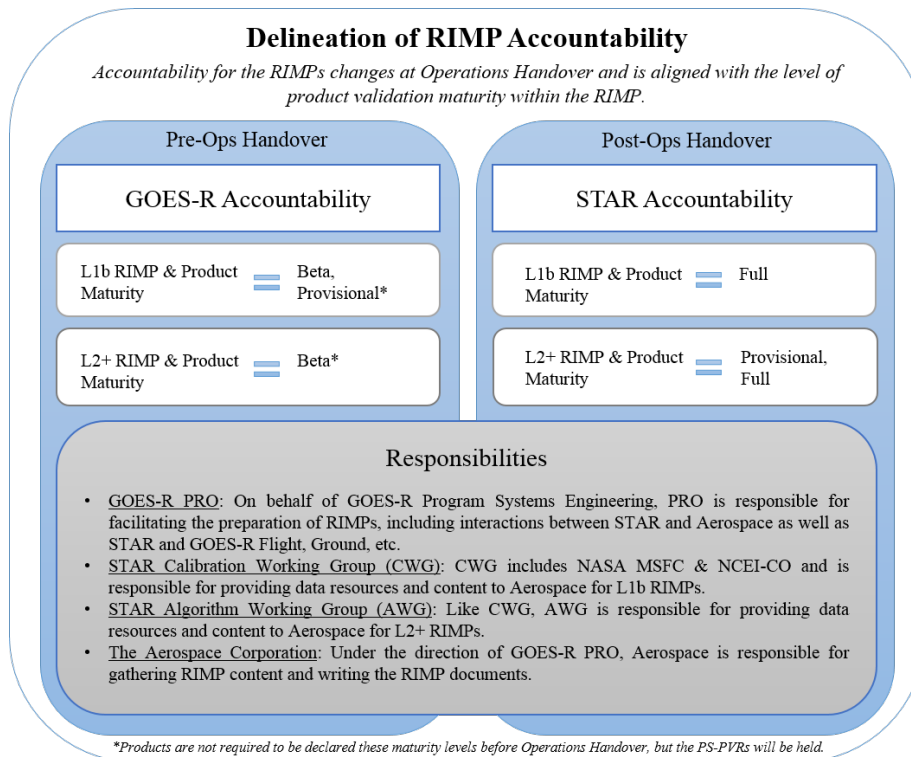 Delineation of RIMP Accountability
Accountability for the RIMPs changes at Operations Handover and is aligned with the level of
product validation maturity within the RIMP.
Pre-Ops Handover
GOES-R Accountability
L1b RIMP & Product
Maturity
Beta,
Provisional*
L2+ RIMP & Product
Maturity
Beta*
Post-Ops Handover
STAR Accountability
L1b RIMP & Product
Maturity
Full
L2+ RIMP & Product
Maturity
Provisional,
Full
Responsibilities
• GOES-R PRO: On behalf of GOES-R Program Systems Engineering, PRO is responsible for
facilitating the preparation of RIMPs, including interactions between STAR and Aerospace as well as
STAR and GOES-R Flight, Ground, etc.
• STAR Calibration Working Group (CWG): CWG includes NASA MSFC & NCEI-CO and is
responsible for providing data resources and content to Aerospace for L1b RIMPs.
• STAR Algorithm Working Group (AWG): Like CWG, AWG is responsible for providing data
resources and content to Aerospace for L2+ RIMPs.
• The Aerospace Corporation: Under the direction of GOES-R PRO, Aerospace is responsible for
gathering RIMP content and writing the RIMP documents.
*Products are not required to be declared these maturity levels before Operations Handover, but the PS-PVRs will be held.